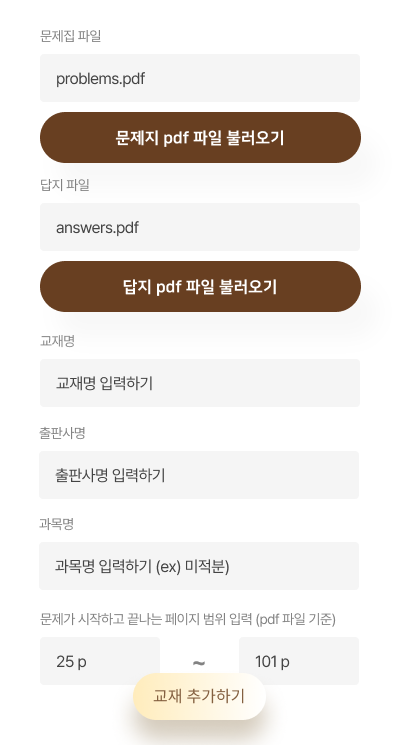 문제집 파일
problems.pdf
문제지 pdf 파일 불러오기
답지 파일
answers.pdf
답지 pdf 파일 불러오기
교재명
교재명 입력하기
출판사명
출판사명 입력하기
과목명
과목명 입력하기 (ex) 미적분)
문제가 시작하고 끝나는 페이지 범위 입력 (pdf 파일 기준)
25 p ~ 101 p
교재 추가하기